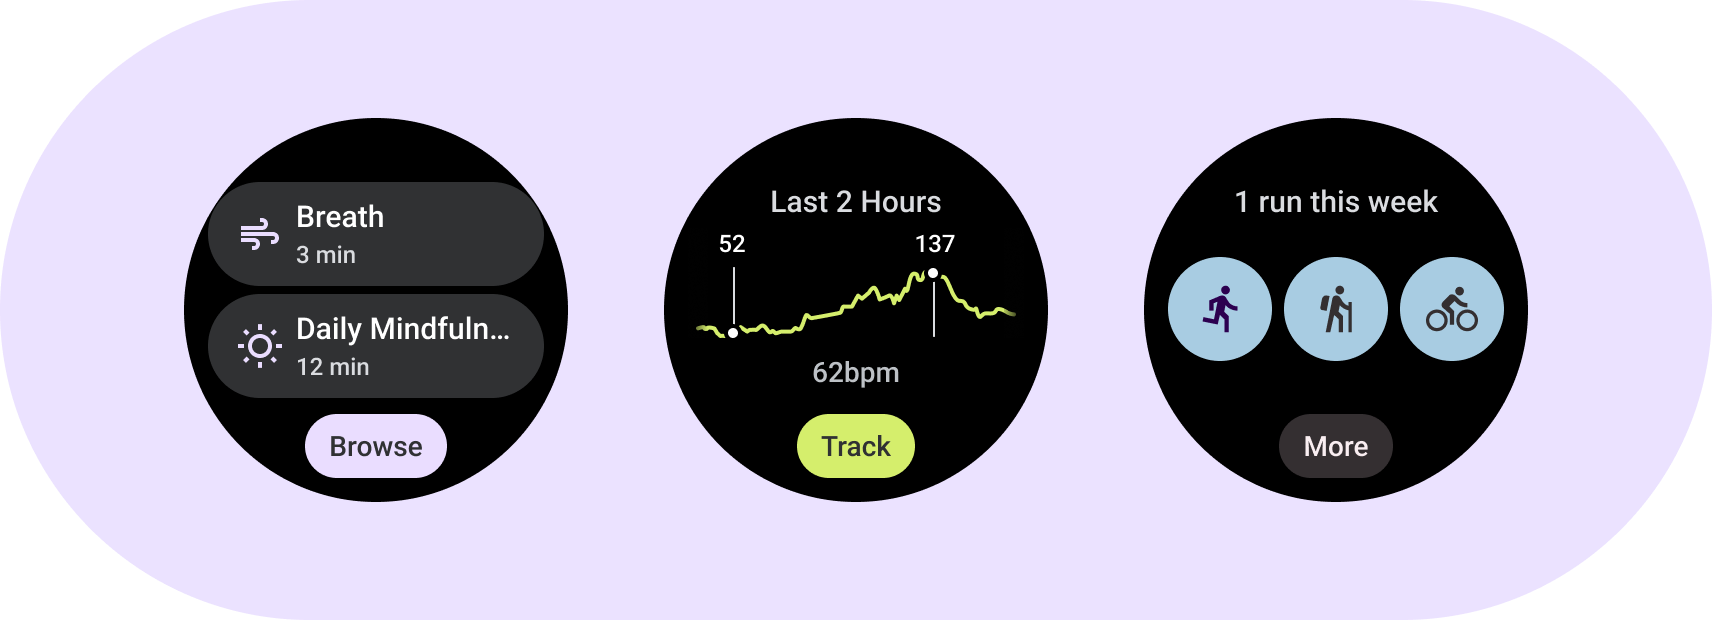 Breath
3 min
Daily Mindfuln...
12 min
Browse
Last 2 Hours
52
137
62bpm
Track
1 run this week
More